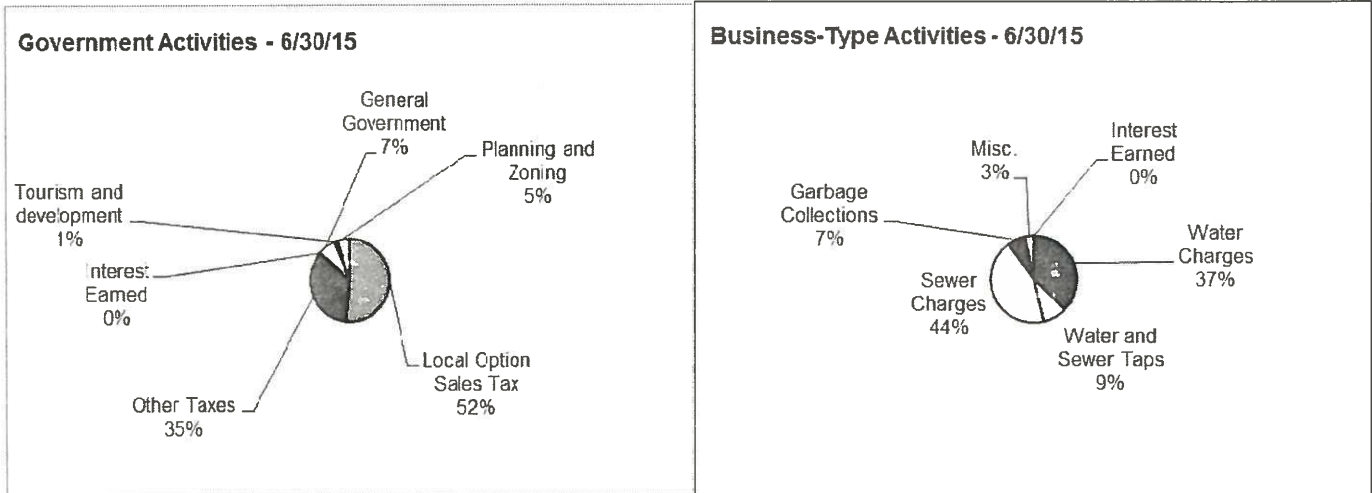 Government Activities - 6/30/15
General
Government
7%
Planning and
Zoning
5%
Tourism and
development
1%
Interest
Earned
0%
Other Taxes
35%
Local Option
Sales Tax
52%
Business-Type Activities - 6/30/15
Interest
Earned
0%
Misc.
3%
Garbage
Collections
7%
Water
Charges
37%
Sewer
Charges
44%
Water and
Sewer Taps
9%